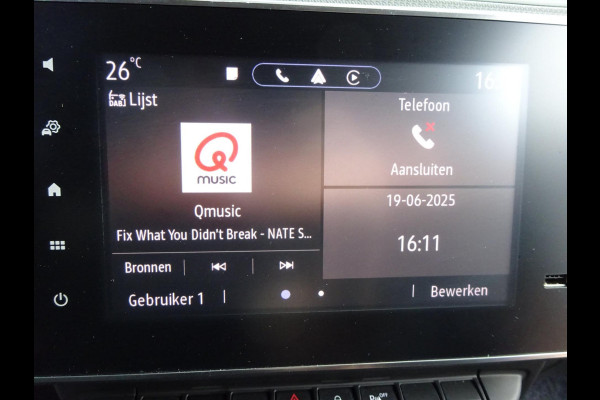 26°C
DAB Lijst
Q
MUSIC
Qmusic
Fix What You Didn't Break - NATE S...
Bronnen
Gebruiker 1
Telefoon
Aansluiten
19-06-2025
16:11
Bewerken
OFF